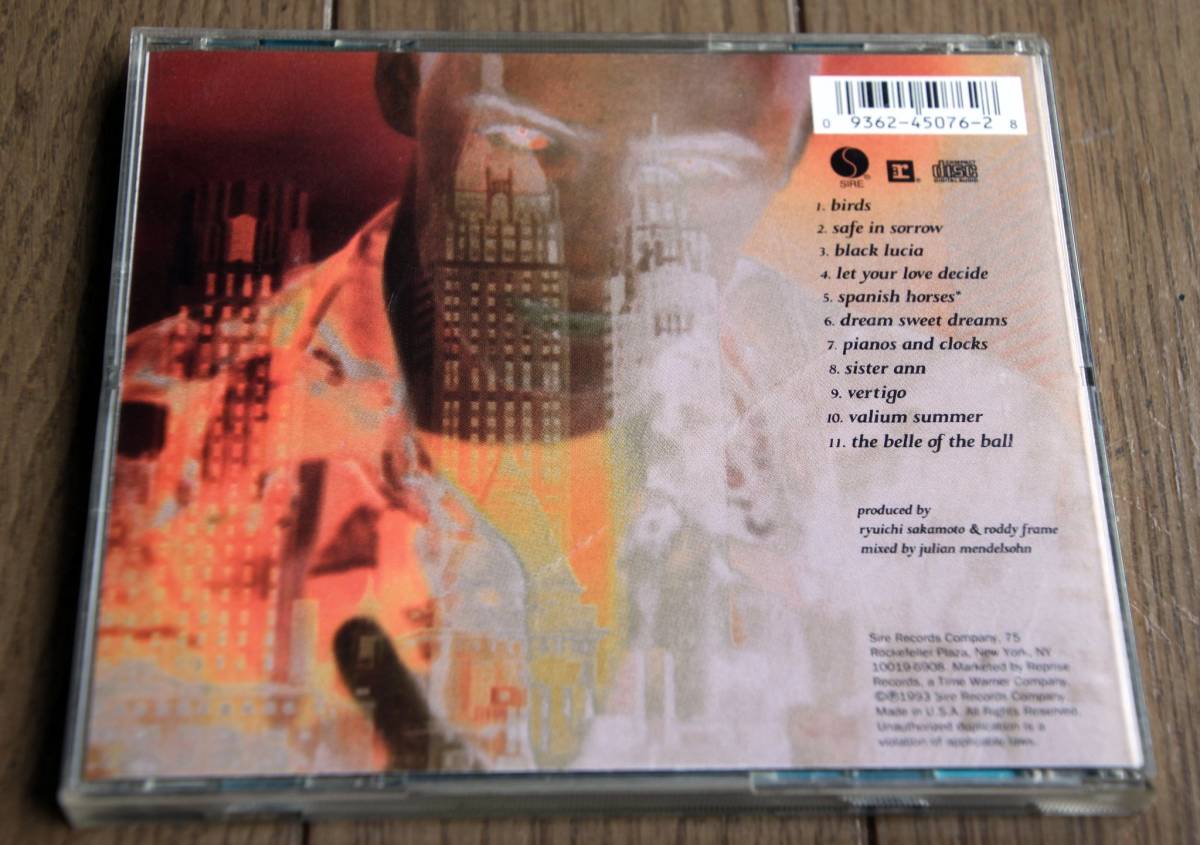 0 9362-45076-2 8
SIRE
COMPACT
disc
DIGITAL AUDIO
1. birds
2. safe in sorrow
3. black lucia
4. let your love decide
5. spanish horses*
6. dream sweet dreams
7. pianos and clocks
8. sister ann
9. vertigo
10. valium summer
11. the belle of the ball
produced by
ryuichi sakamoto & roddy frame
mixed by julian mendelsohn
Sire Records Company, 75
Rockefeller Plaza, New York, NY
10019-6908. Marketed by Reprise
Records, a Time Warner Company.
©℗1993 Sire Records Company
Made in U.S.A. All Rights Reserved.
Unauthorized duplication is a
violation of applicable laws.